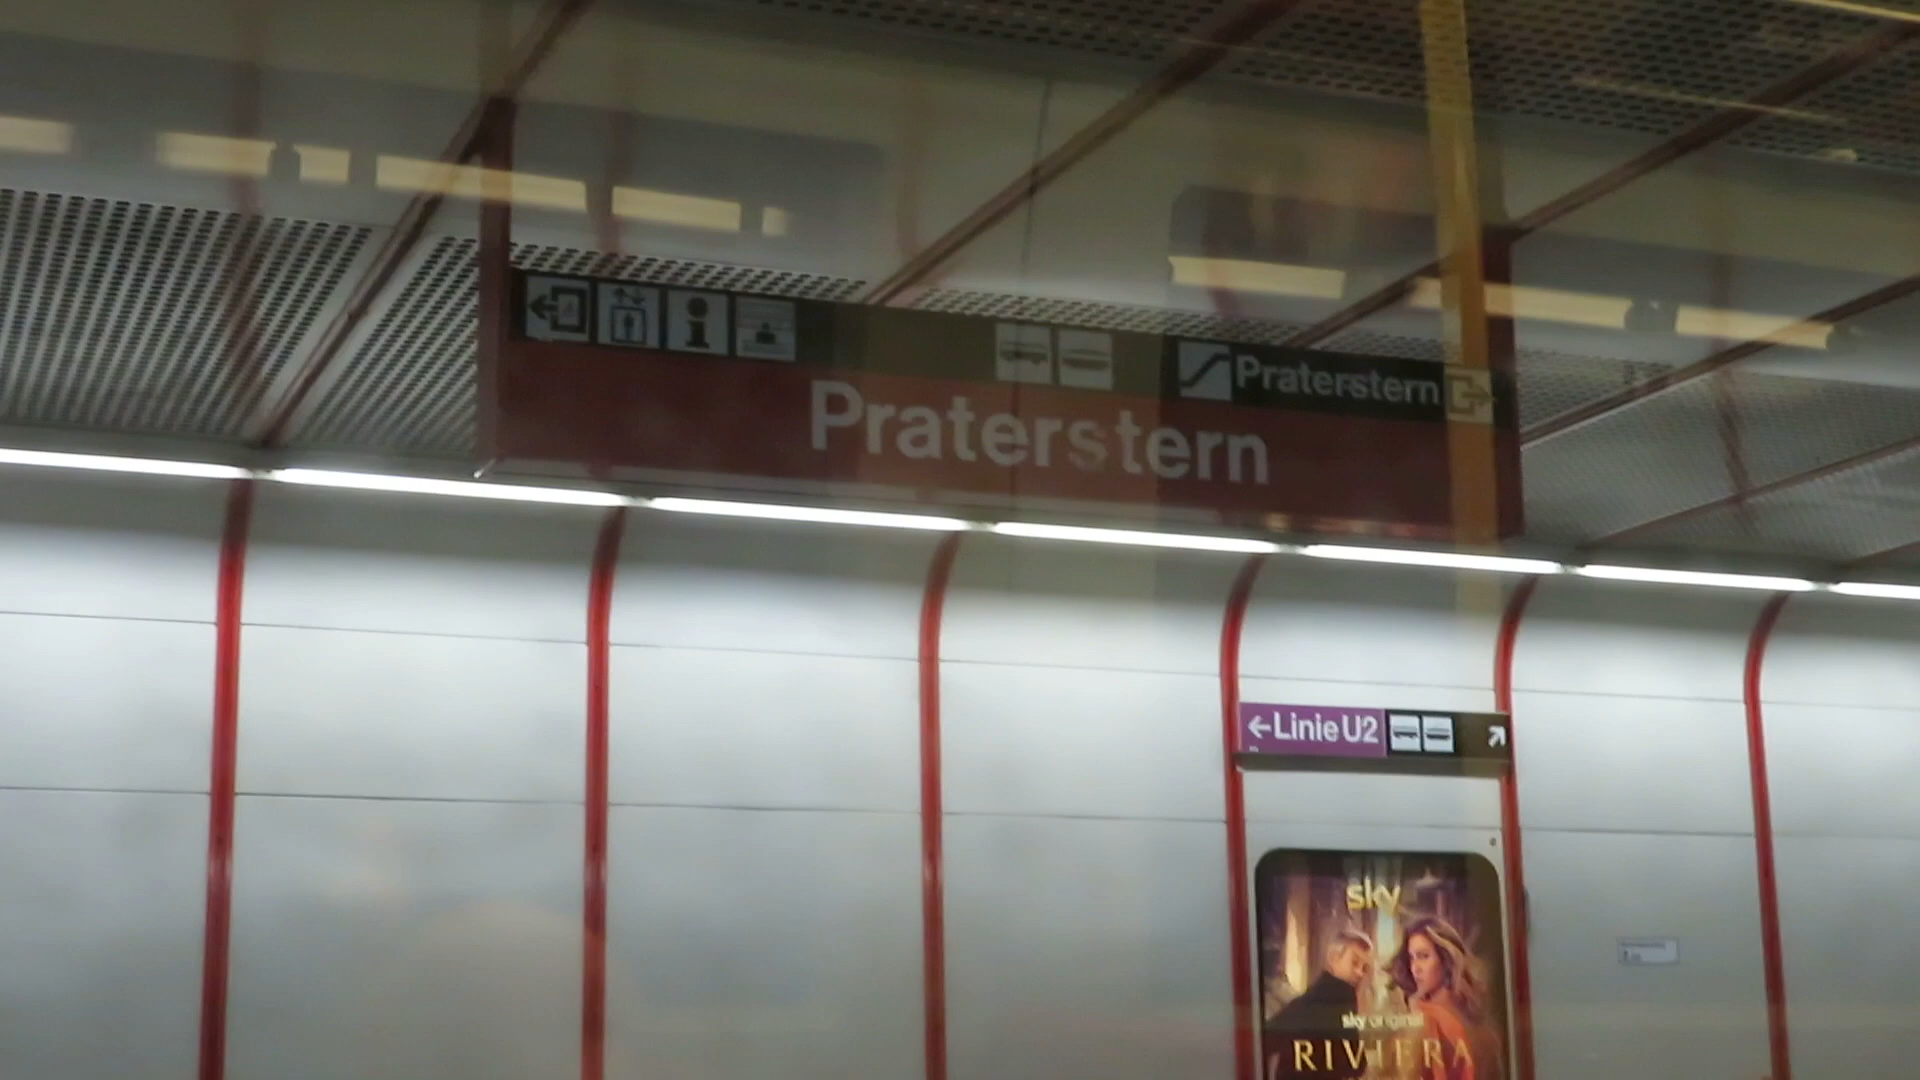 Praterstern
Praterstern
←Linie U2
sky
sky original
RIVIERA